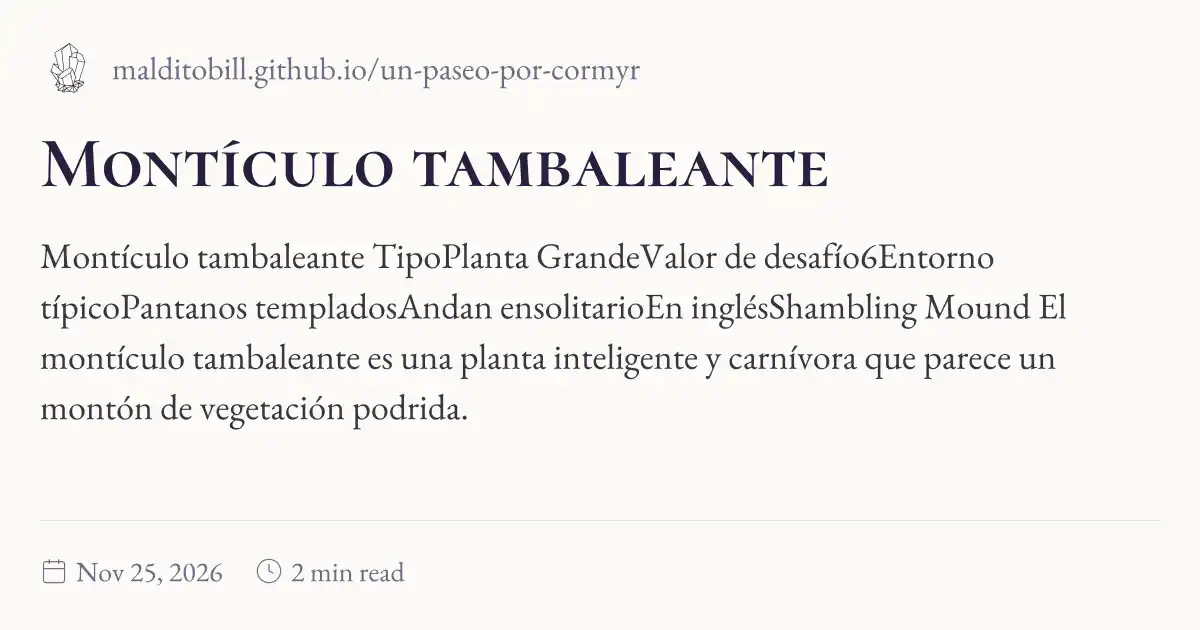 malditobill.github.io/un-paseo-por-cormyr
Montículo tambaleante
Montículo tambaleante TipoPlanta GrandeValor de desafío6Entorno
típicoPantanos templadosAndan ensolitarioEn inglésShambling Mound El
montículo tambaleante es una planta inteligente y carnívora que parece un
montón de vegetación podrida.
Nov 25, 2026 2 min read